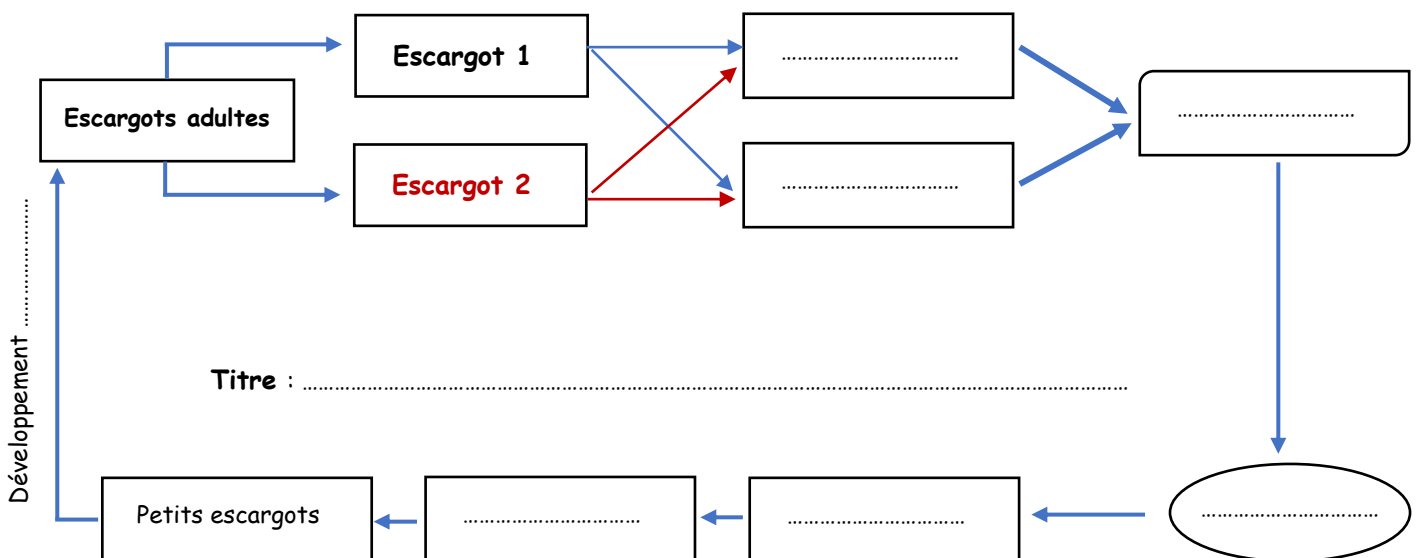 Escargot 1
……………………………
Escargots adultes
……………………………
Escargot 2
……………………………
Développement …………………….
Titre : ………………………………………………………………………………………………………………………………………
Petits escargots
……………………………
……………………………
……………………………